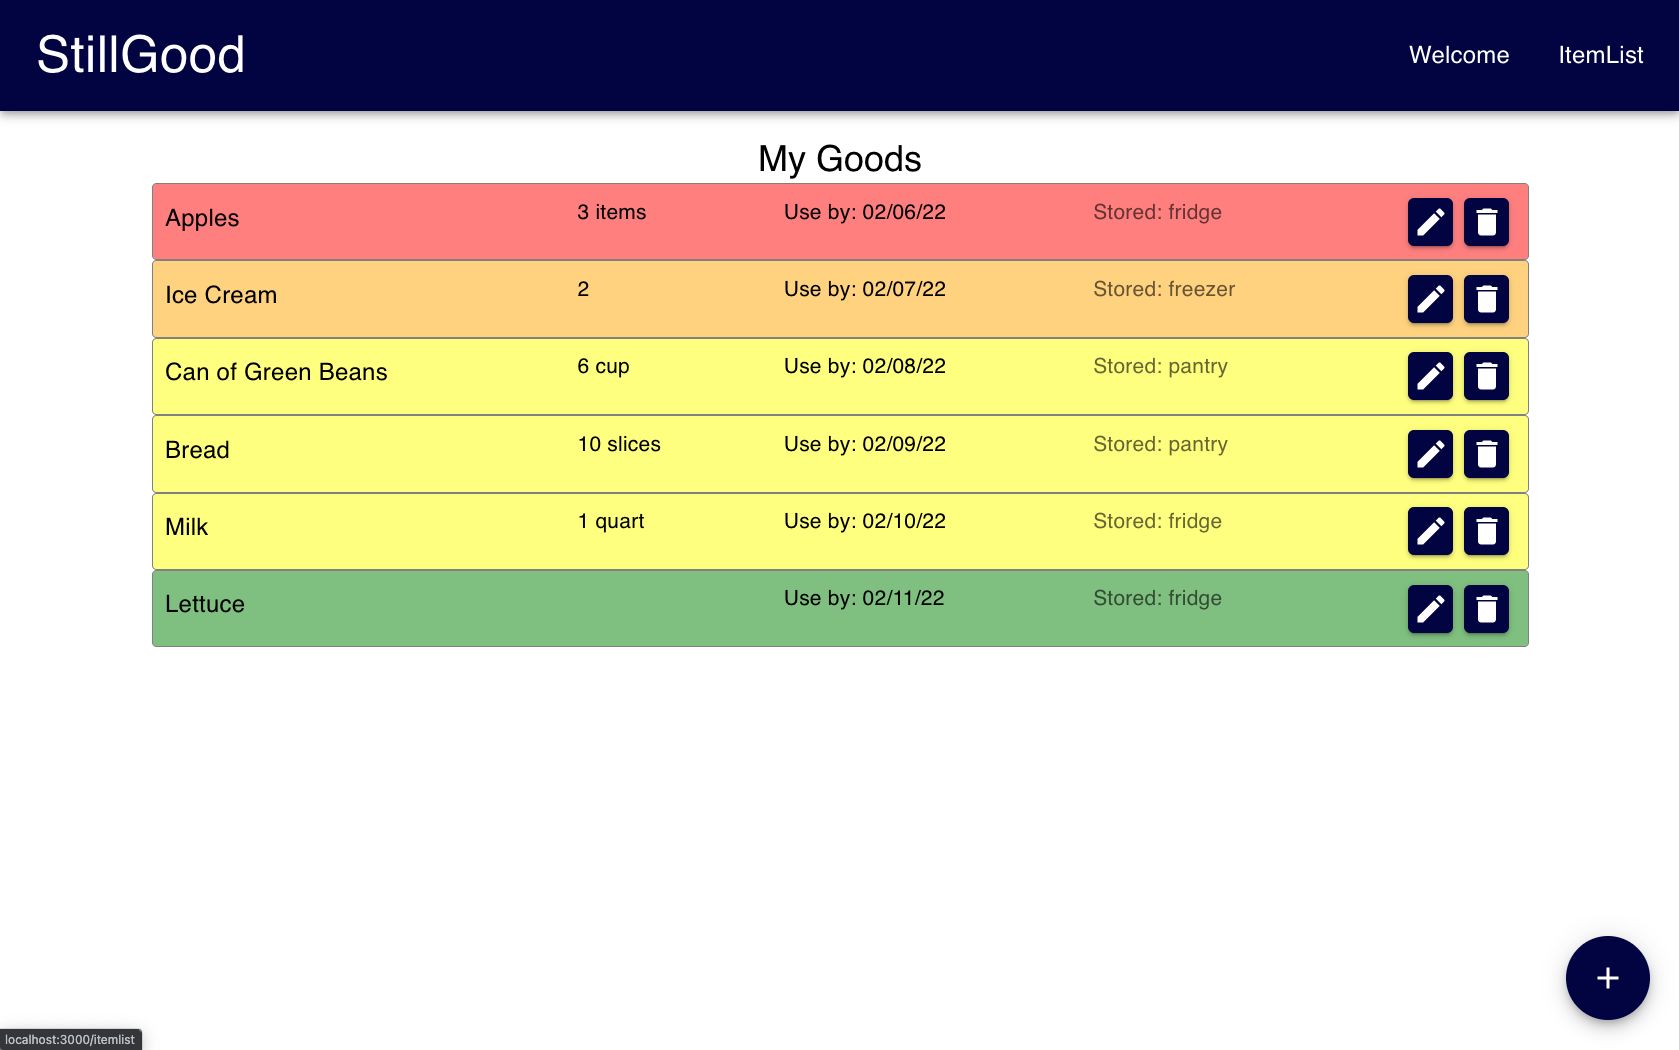 StillGood
Welcome
ItemList
My Goods
Apples 3 items Use by: 02/06/22 Stored: fridge
Ice Cream 2 Use by: 02/07/22 Stored: freezer
Can of Green Beans 6 cup Use by: 02/08/22 Stored: pantry
Bread 10 slices Use by: 02/09/22 Stored: pantry
Milk 1 quart Use by: 02/10/22 Stored: fridge
Lettuce Use by: 02/11/22 Stored: fridge
+
localhost:3000/itemlist